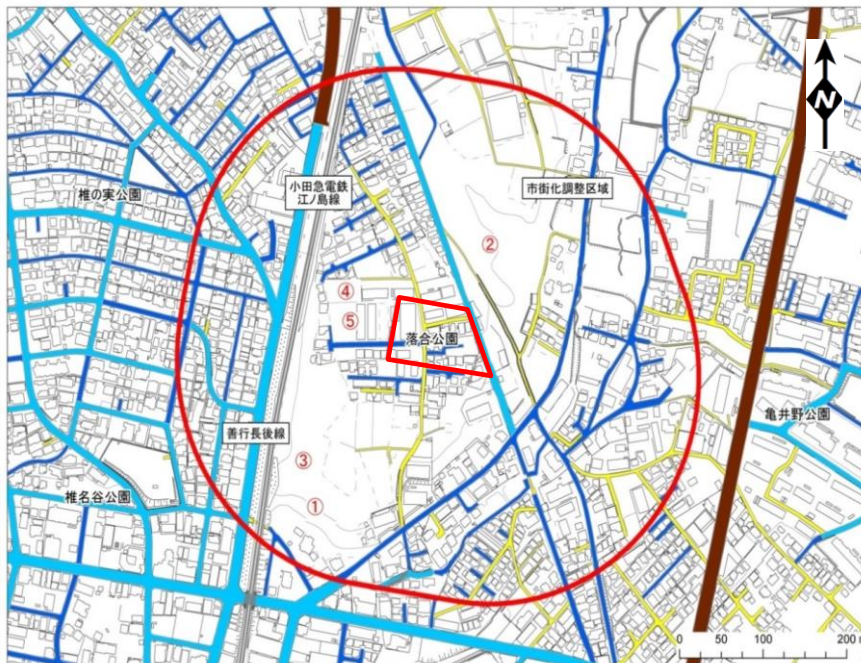 N
小田急電鉄
江ノ島線
椎の実公園
市街化調整区域
②
④
⑤
落合公園
亀井野公園
善行長後線
③
椎名谷公園
①
0 50 100 200